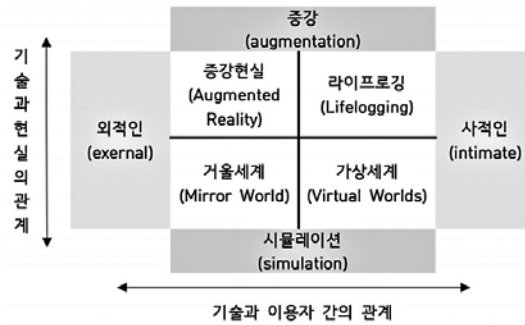 증강
(augmentation)
기술과현실의관계
외적인
(exernal)
증강현실
(Augmented
Reality)
라이프로깅
(Lifelogging)
사적인
(intimate)
거울세계
(Mirror World)
가상세계
(Virtual Worlds)
시뮬레이션
(simulation)
기술과 이용자 간의 관계